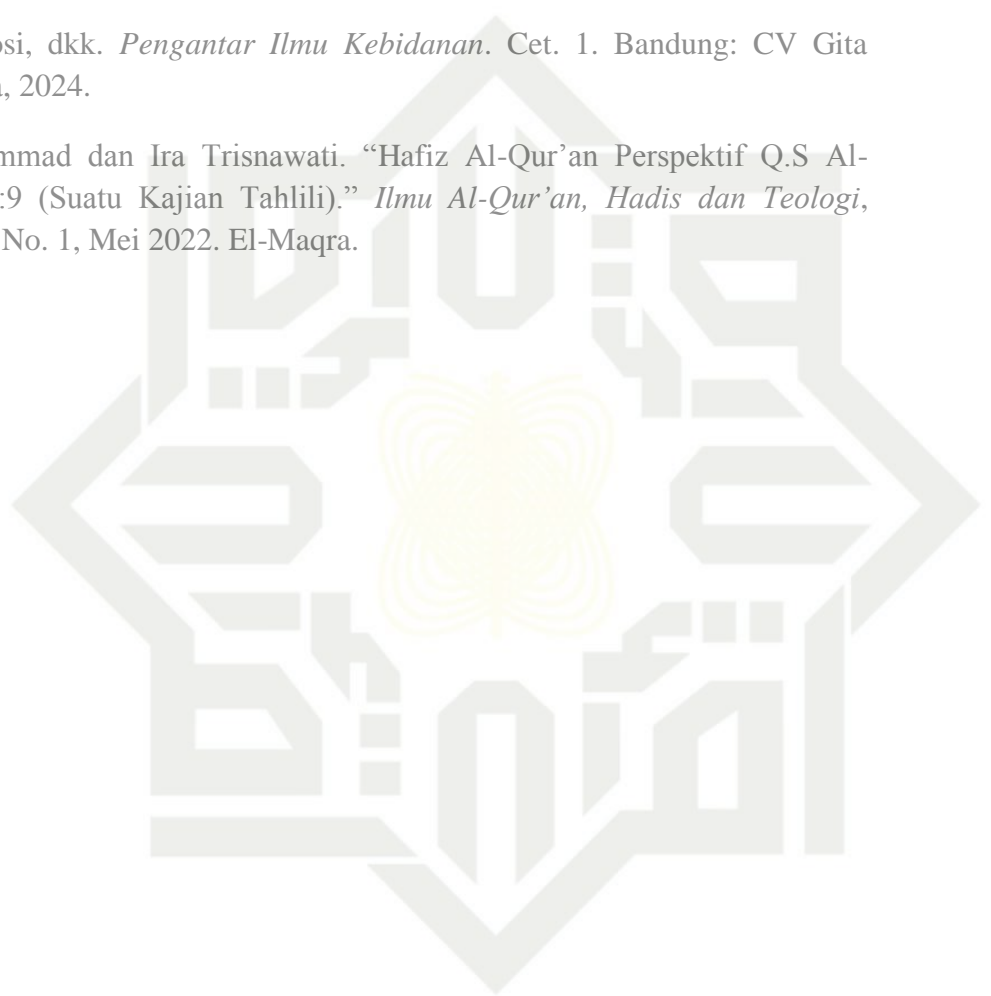 osi, dkk. Pengantar Ilmu Kebidanan. Cet. 1. Bandung: CV Gita
, 2024.
mmad dan Ira Trisnawati. “Hafiz Al-Qur’an Perspektif Q.S Al-
:9 (Suatu Kajian Tahlili).” Ilmu Al-Qur’an, Hadis dan Teologi,
No. 1, Mei 2022. El-Maqra.